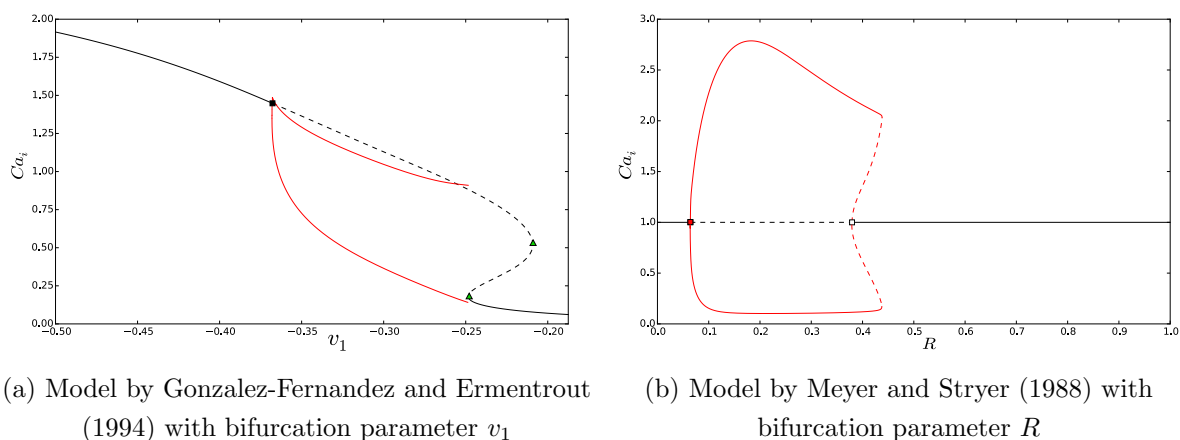 2.00
1.75
1.50
1.25
1.00
0.75
0.50
0.25
0.00
Ca_i
−0.50 −0.45 −0.40 −0.35 −0.30 −0.25 −0.20
v_1
3.0
2.5
2.0
1.5
1.0
0.5
0.0
Ca_i
0.0 0.1 0.2 0.3 0.4 0.5 0.6 0.7 0.8 0.9 1.0
R
(a) Model by Gonzalez-Fernandez and Ermentrout
(1994) with bifurcation parameter v_1
(b) Model by Meyer and Stryer (1988) with
bifurcation parameter R